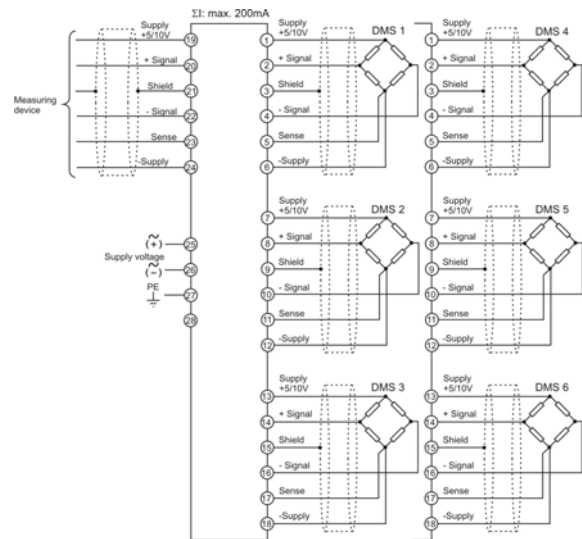 ΣI: max. 200mA
Measuring
device
Supply
+5/10V
19
+ Signal
20
Shield
21
- Signal
22
Sense
23
-Supply
24
(+)
25
Supply voltage
(-)
26
PE
27
28
DMS 1
Supply
+5/10V
1
+ Signal
2
Shield
3
- Signal
4
Sense
5
-Supply
6
DMS 2
Supply
+5/10V
7
+ Signal
8
Shield
9
- Signal
10
Sense
11
-Supply
12
DMS 3
Supply
+5/10V
13
+ Signal
14
Shield
15
- Signal
16
Sense
17
-Supply
18
DMS 4
Supply
+5/10V
1
+ Signal
2
Shield
3
- Signal
4
Sense
5
-Supply
6
DMS 5
Supply
+5/10V
7
+ Signal
8
Shield
9
- Signal
10
Sense
11
-Supply
12
DMS 6
Supply
+5/10V
13
+ Signal
14
Shield
15
- Signal
16
Sense
17
-Supply
18